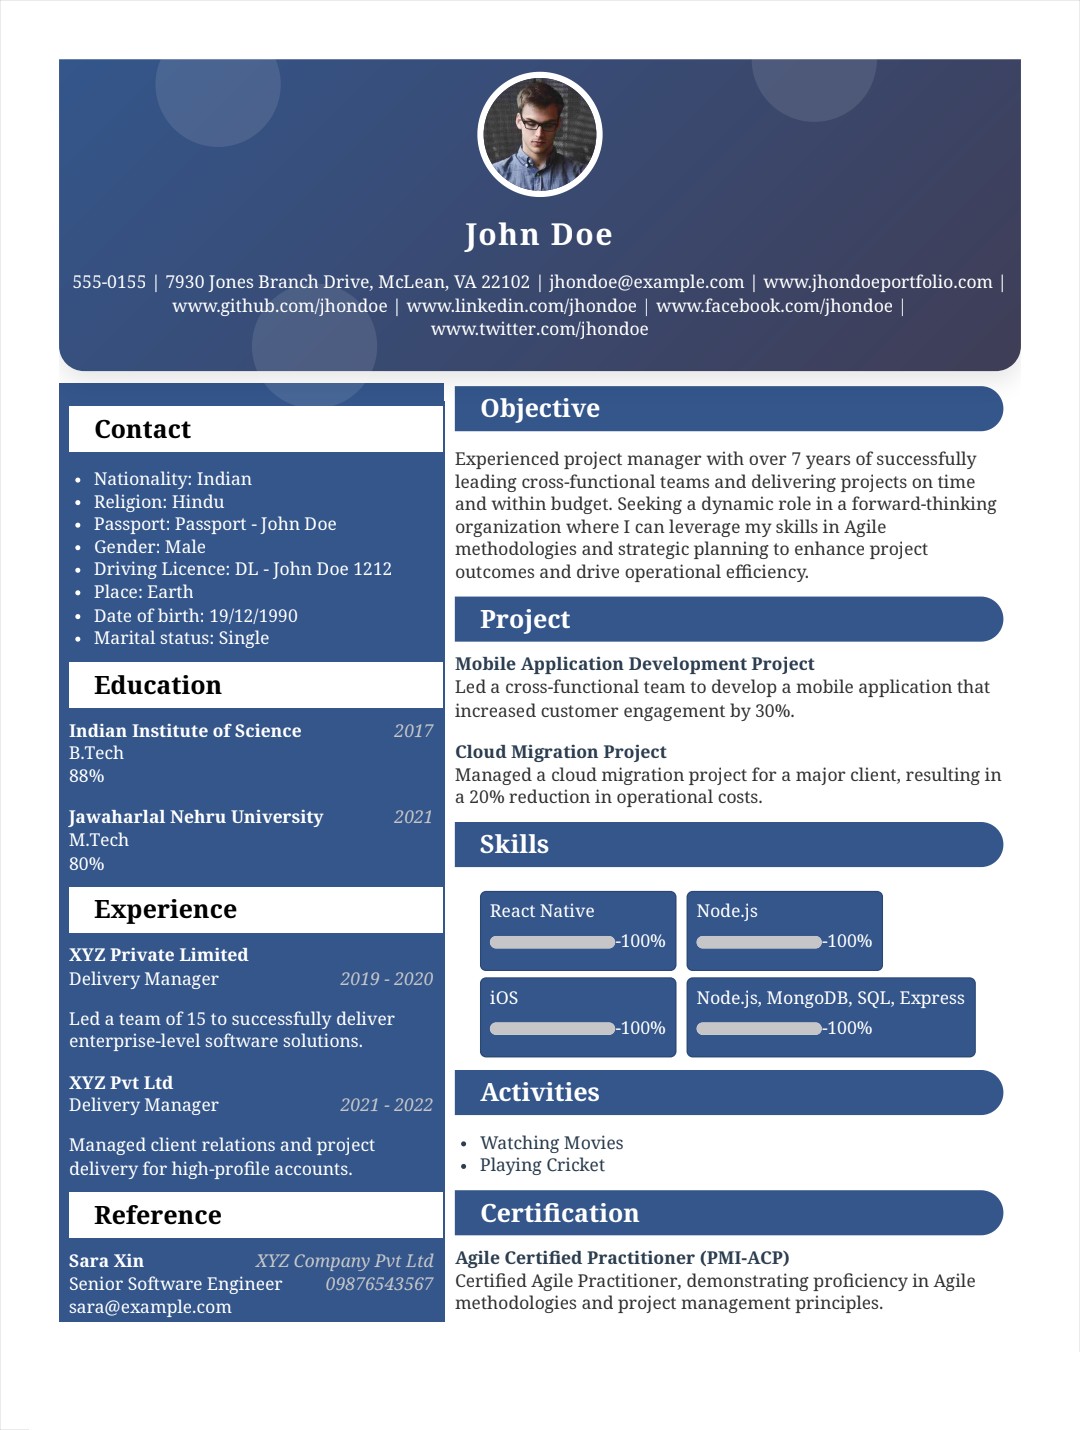 John Doe
555-0155 | 7930 Jones Branch Drive, McLean, VA 22102 | jhondoe@example.com | www.jhondoeportfolio.com |
www.github.com/jhondoe | www.linkedin.com/jhondoe | www.facebook.com/jhondoe |
www.twitter.com/jhondoe
Contact
• Nationality: Indian
• Religion: Hindu
• Passport: Passport - John Doe
• Gender: Male
• Driving Licence: DL - John Doe 1212
• Place: Earth
• Date of birth: 19/12/1990
• Marital status: Single
Education
Indian Institute of Science 2017
B.Tech
88%
Jawaharlal Nehru University 2021
M.Tech
80%
Experience
XYZ Private Limited
Delivery Manager 2019 - 2020
Led a team of 15 to successfully deliver
enterprise-level software solutions.
XYZ Pvt Ltd
Delivery Manager 2021 - 2022
Managed client relations and project
delivery for high-profile accounts.
Reference
Sara Xin XYZ Company Pvt Ltd
Senior Software Engineer 09876543567
sara@example.com
Objective
Experienced project manager with over 7 years of successfully
leading cross-functional teams and delivering projects on time
and within budget. Seeking a dynamic role in a forward-thinking
organization where I can leverage my skills in Agile
methodologies and strategic planning to enhance project
outcomes and drive operational efficiency.
Project
Mobile Application Development Project
Led a cross-functional team to develop a mobile application that
increased customer engagement by 30%.
Cloud Migration Project
Managed a cloud migration project for a major client, resulting in
a 20% reduction in operational costs.
Skills
React Native
-100%
Node.js
-100%
iOS
-100%
Node.js, MongoDB, SQL, Express
-100%
Activities
• Watching Movies
• Playing Cricket
Certification
Agile Certified Practitioner (PMI-ACP)
Certified Agile Practitioner, demonstrating proficiency in Agile
methodologies and project management principles.